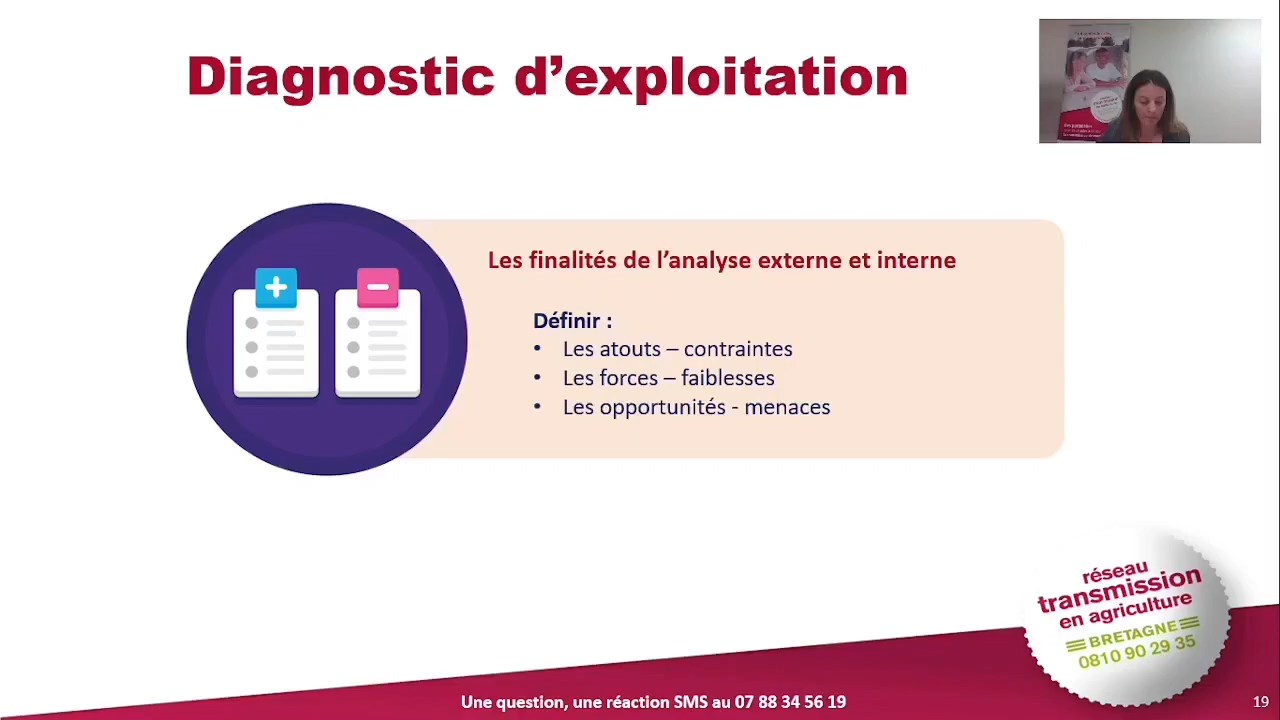 Diagnostic d’exploitation
Les finalités de l’analyse externe et interne
Définir :
• Les atouts – contraintes
• Les forces – faiblesses
• Les opportunités - menaces
réseau
transmission
en agriculture
BRETAGNE
0810 90 29 35
Une question, une réaction SMS au 07 88 34 56 19
19